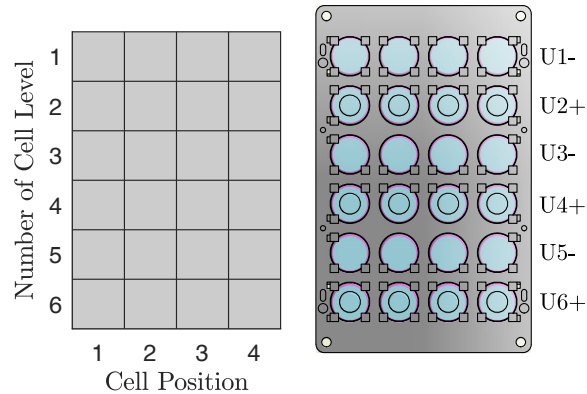 Number of Cell Level
1
2
3
4
5
6
1 2 3 4
Cell Position
U1-
U2+
U3-
U4+
U5-
U6+